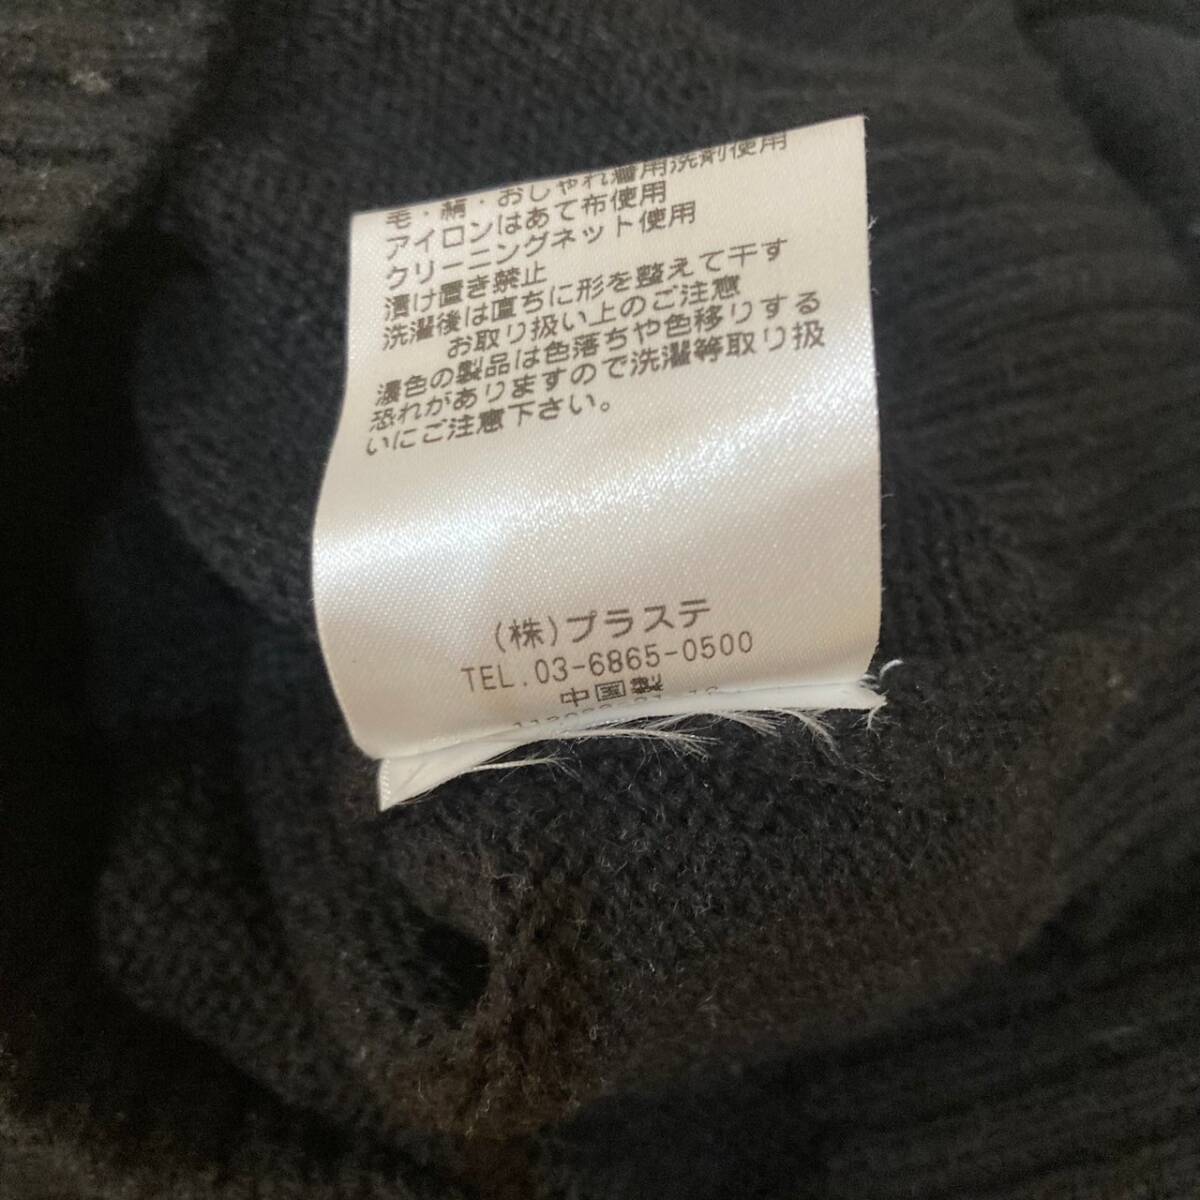 毛・絹・おしゃれ着用洗剤使用
アイロンはあて布使用
クリーニングネット使用
漬け置き禁止
洗濯後は直ちに形を整えて干す
お取り扱い上のご注意
濃色の製品は色落ちや色移りする
恐れがありますので洗濯等取り扱
いにご注意下さい。
(株)プラステ
TEL.03-6865-0500
中国製